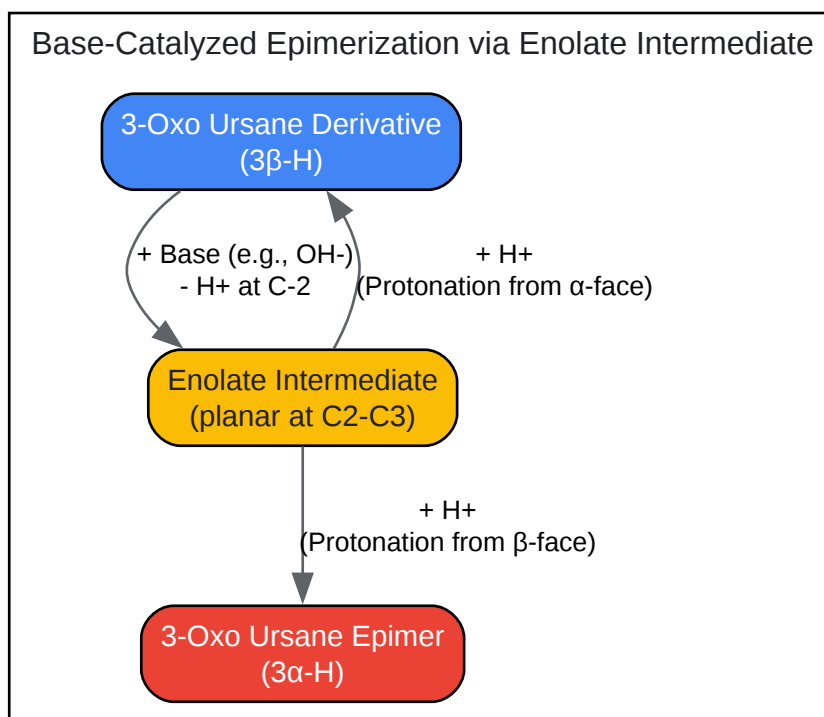 Base-Catalyzed Epimerization via Enolate Intermediate
3-Oxo Ursane Derivative
(3β-H)
+ Base (e.g., OH-)
- H+ at C-2
+ H+
(Protonation from α-face)
Enolate Intermediate
(planar at C2-C3)
+ H+
(Protonation from β-face)
3-Oxo Ursane Epimer
(3α-H)